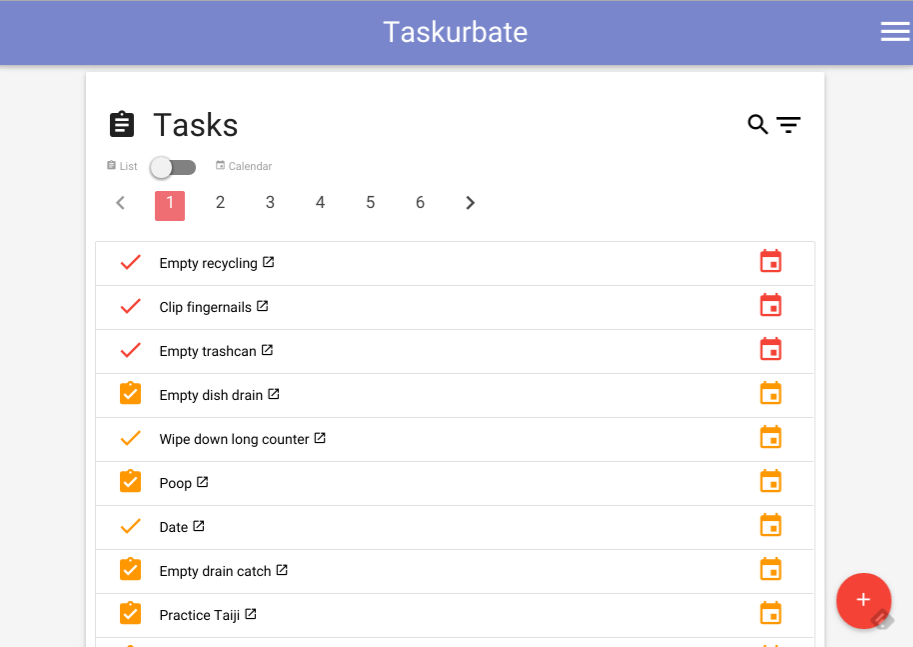 Taskurbate
Tasks
List Calendar
1 2 3 4 5 6
Empty recycling
Clip fingernails
Empty trashcan
Empty dish drain
Wipe down long counter
Poop
Date
Empty drain catch
Practice Taiji